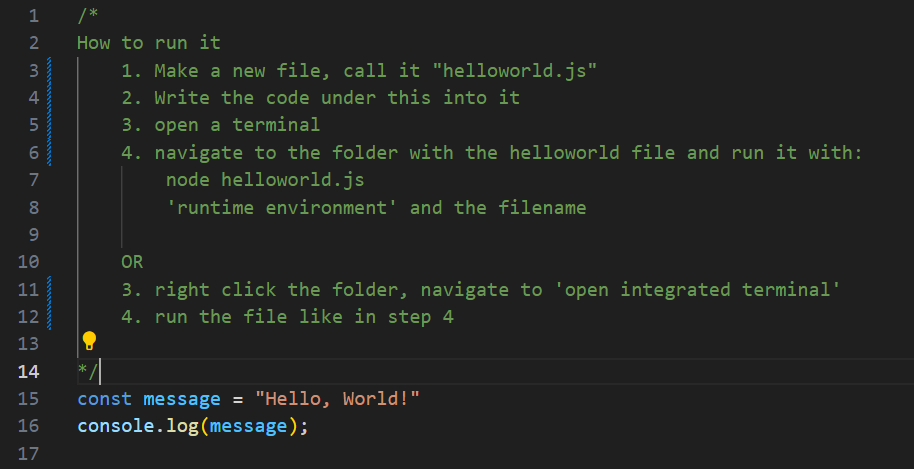 1 /*
2 How to run it
3 1. Make a new file, call it "helloworld.js"
4 2. Write the code under this into it
5 3. open a terminal
6 4. navigate to the folder with the helloworld file and run it with:
7 node helloworld.js
8 'runtime environment' and the filename
9
10 OR
11 3. right click the folder, navigate to 'open integrated terminal'
12 4. run the file like in step 4
13
14 */
15 const message = "Hello, World!"
16 console.log(message);
17